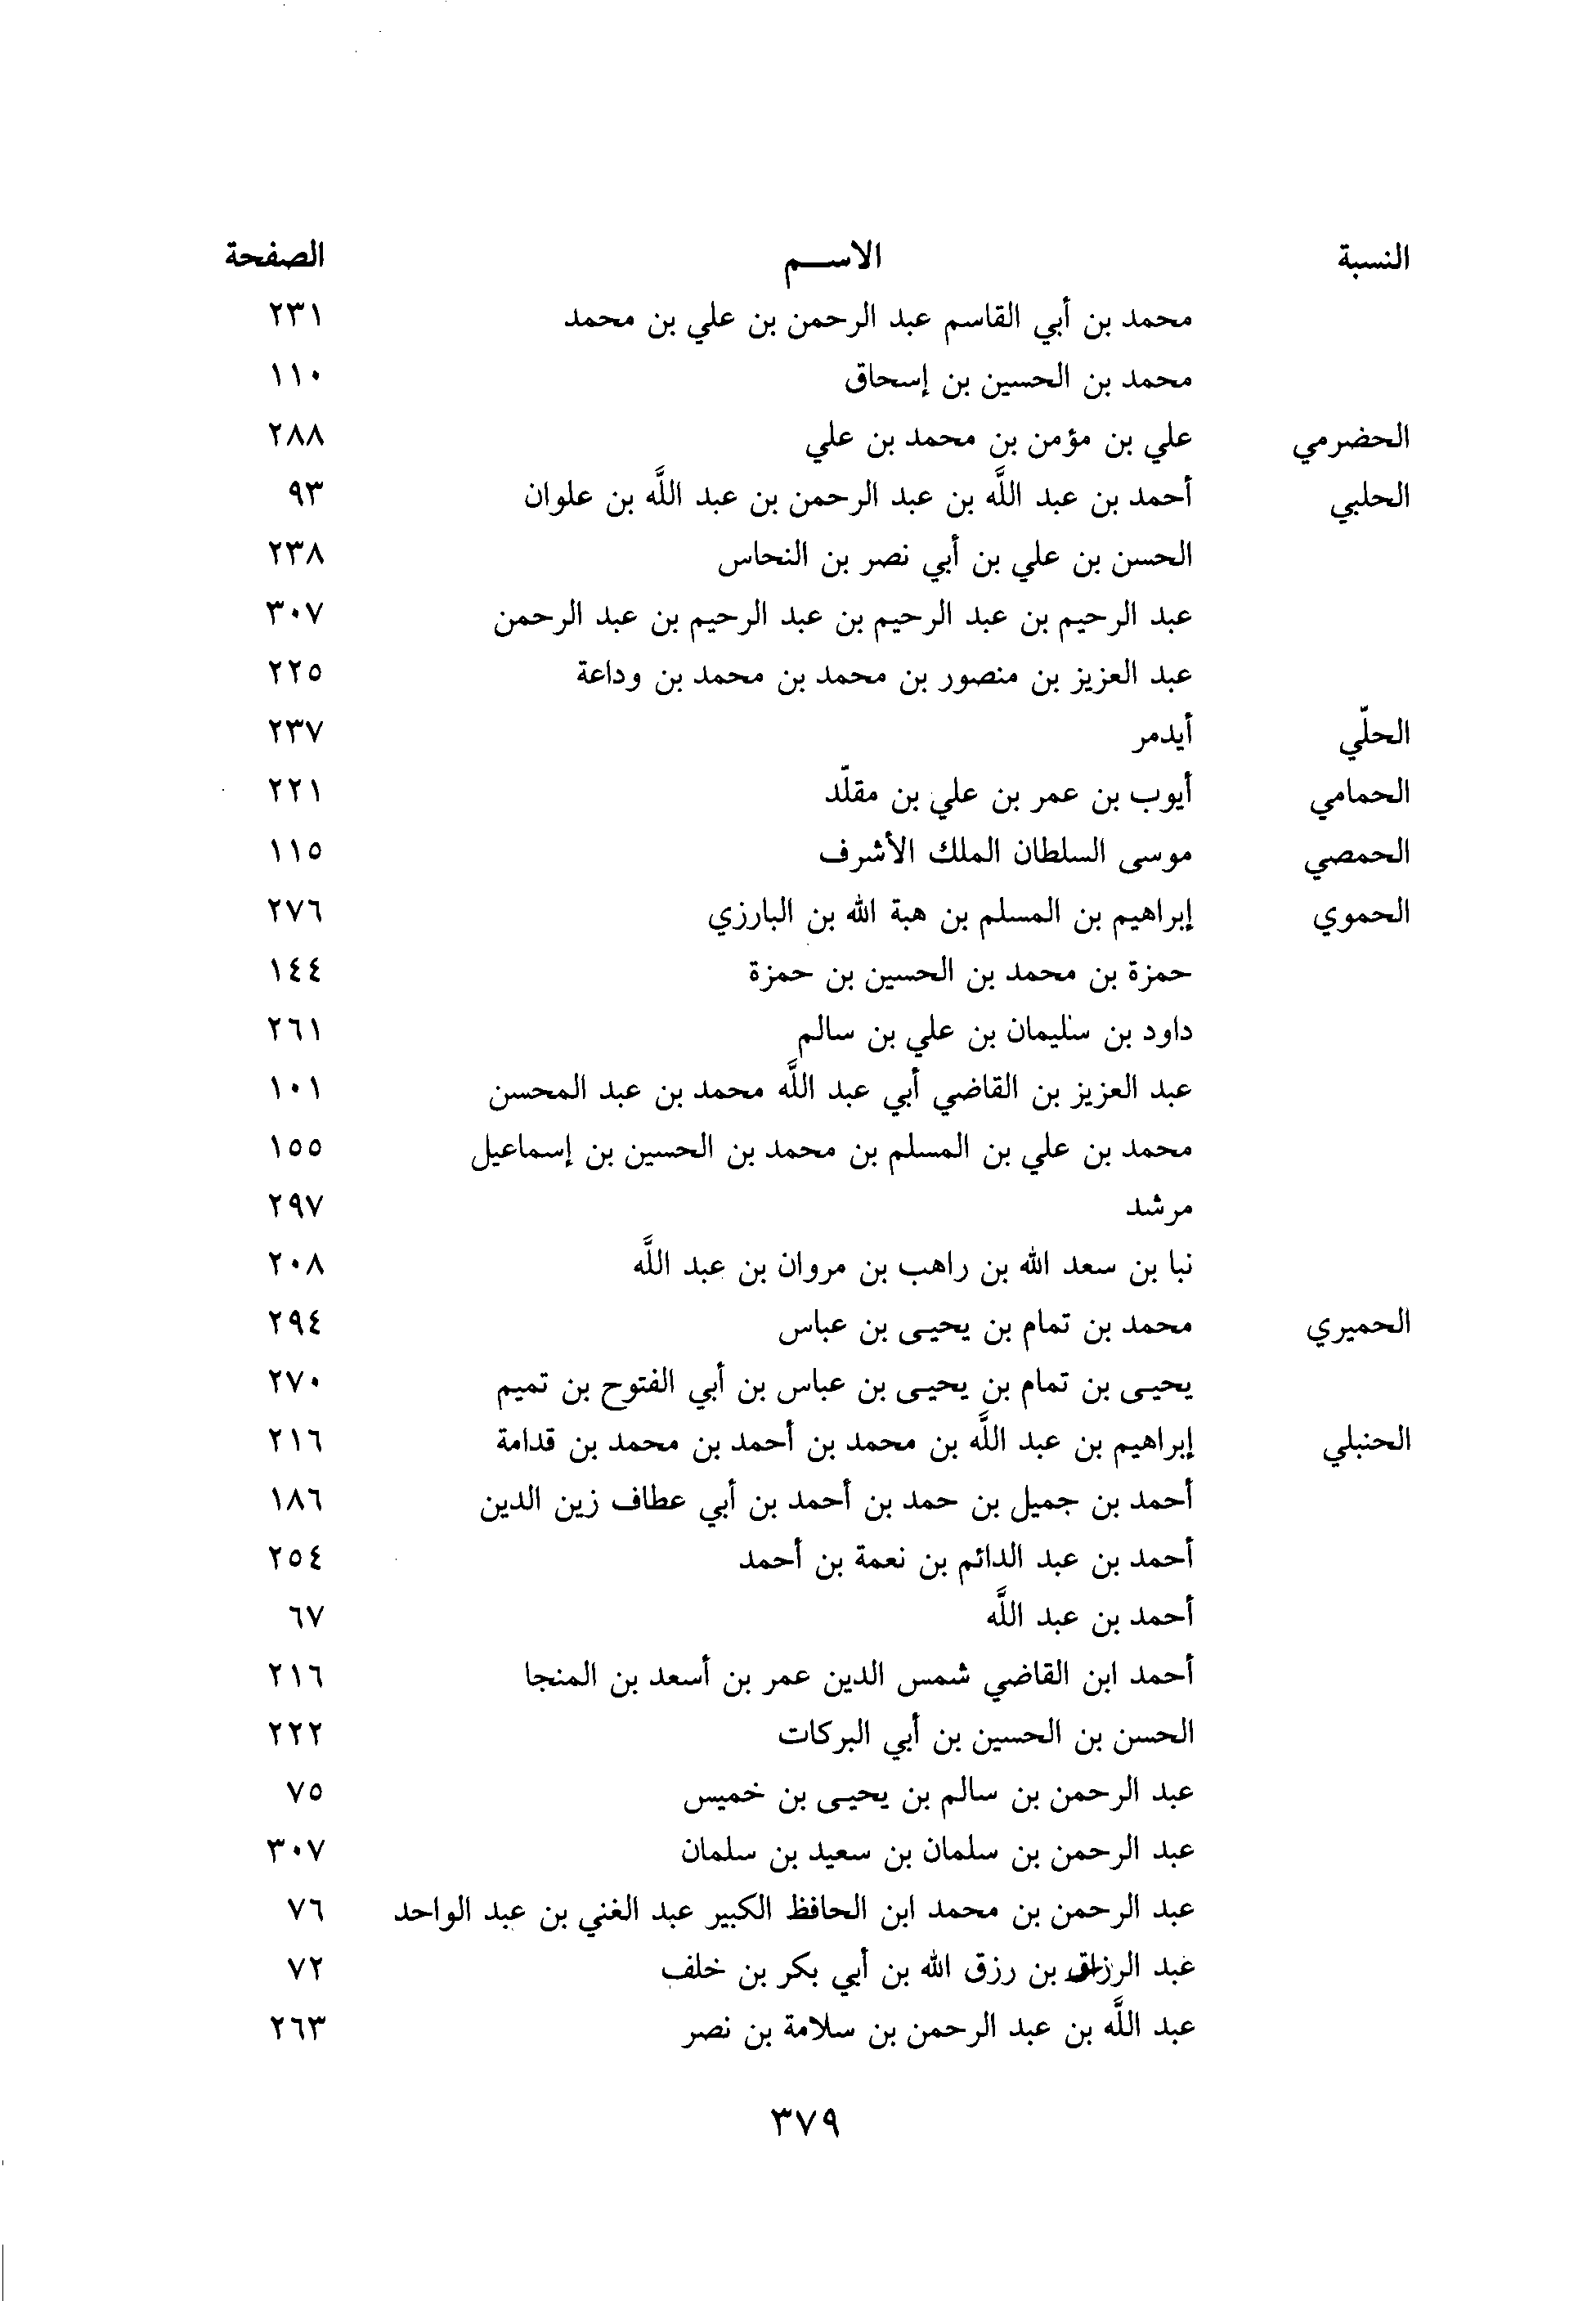 النسبة الاســم الصفحة
محمد بن أبي القاسم عبد الرحمن بن علي بن محمد ٢٣١
محمد بن الحسين بن إسحاق ١١٠
الحضرمي علي بن مؤمن بن محمد بن علي ٢٨٨
الحلبي أحمد بن عبد اللَّه بن عبد الرحمن بن عبد اللَّه بن علوان ٩٣
الحسن بن علي بن أبي نصر بن النحاس ٢٣٨
عبد الرحيم بن عبد الرحيم بن عبد الرحيم بن عبد الرحمن ٣٠٧
عبد العزيز بن منصور بن محمد بن محمد بن وداعة ٢٢٥
الحلّي أيدمر ٢٣٧
الحمامي أيوب بن عمر بن علي بن مقلّد ٢٢١
الحمصي موسى السلطان الملك الأشرف ١١٥
الحموي إبراهيم بن المسلم بن هبة الله بن البارزي ٢٧٦
حمزة بن محمد بن الحسين بن حمزة ١٤٤
داود بن سليمان بن علي بن سالم ٢٦١
عبد العزيز بن القاضي أبي عبد اللَّه محمد بن عبد المحسن ١٠١
محمد بن علي بن المسلم بن محمد بن الحسين بن إسماعيل ١٥٥
مرشد ٢٩٧
نبا بن سعد الله بن راهب بن مروان بن عبد اللَّه ٢٠٨
الحميري محمد بن تمام بن يحيـى بن عباس ٢٩٤
يحيـى بن تمام بن يحيـى بن عباس بن أبي الفتوح بن تميم ٢٧٠
الحنبلي إبراهيم بن عبد اللَّه بن محمد بن أحمد بن محمد بن قدامة ٢١٦
أحمد بن جميل بن حمد بن أحمد بن أبي عطاف زين الدين ١٨٦
أحمد بن عبد الدائم بن نعمة بن أحمد ٢٥٤
أحمد بن عبد اللَّه ٦٧
أحمد ابن القاضي شمس الدين عمر بن أسعد بن المنجا ٢١٦
الحسن بن الحسين بن أبي البركات ٢٢٢
عبد الرحمن بن سالم بن يحيـى بن خميس ٧٥
عبد الرحمن بن سلمان بن سعيد بن سلمان ٣٠٧
عبد الرحمن بن محمد ابن الحافظ الكبير عبد الغني بن عبد الواحد ٧٦
عبد الرزاق بن رزق الله بن أبي بكر بن خلف ٧٢
عبد اللَّه بن عبد الرحمن بن سلامة بن نصر ٢٦٣
٣٧٩